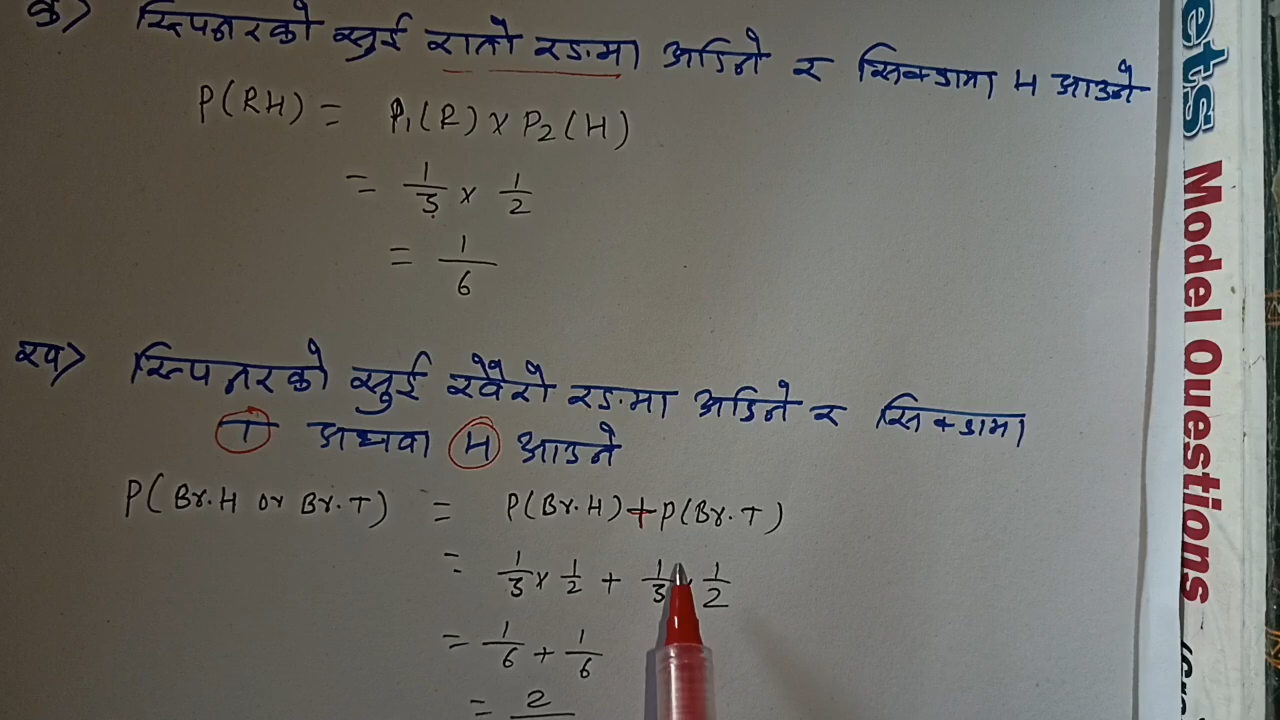 क) स्पिनरको सुई रातो रङमा अडिने र सिक्कामा H आउने
P(RH) = P₁(R) × P₂(H)
= 1/3 × 1/2
= 1/6
ख) स्पिनरको सुई खैरो रङमा अडिने र सिक्कामा
T अथवा H आउने
P(Br.H or Br.T) = P(Br.H) + P(Br.T)
= 1/3 × 1/2 + 1/3 × 1/2
= 1/6 + 1/6
= 2
ets Model Questions